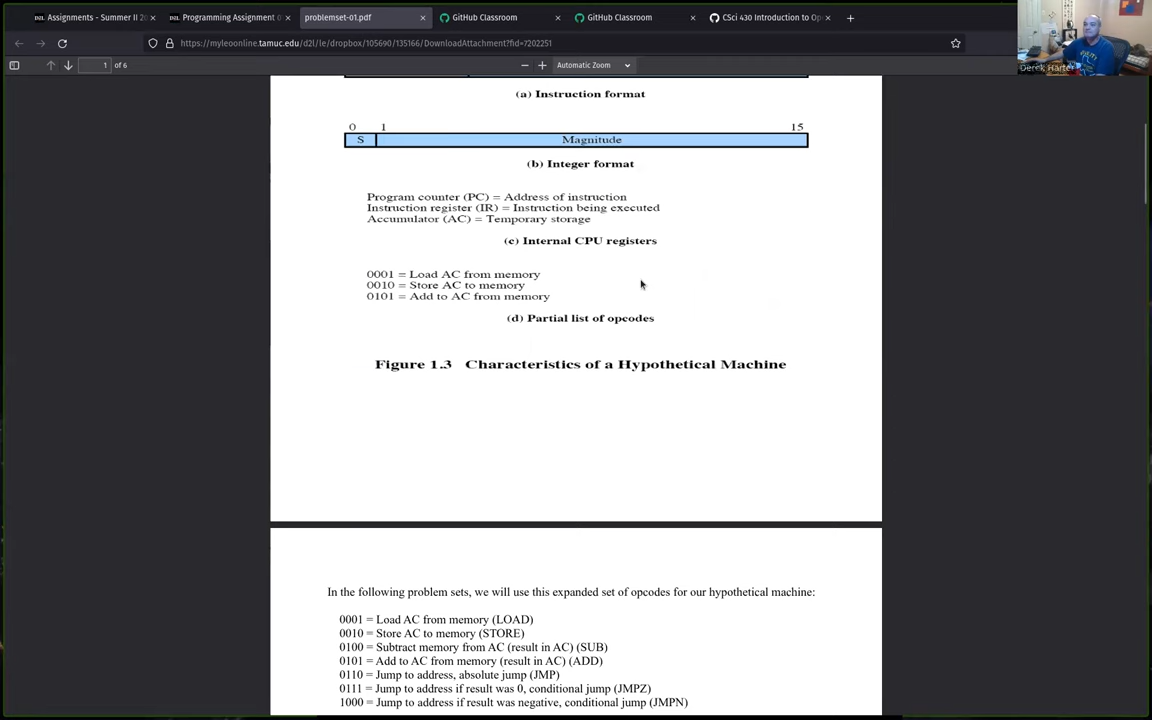 Assignments - Summer II 20
Programming Assignment 0
problemset-01.pdf
GitHub Classroom
GitHub Classroom
CSci 430 Introduction to Op
https://myleoonline.tamuc.edu/d2l/le/dropbox/105690/135166/DownloadAttachment?fid=7202251
1 of 6
Automatic Zoom
Derek Harter
(a) Instruction format
0 1 15
S Magnitude
(b) Integer format
Program counter (PC) = Address of instruction
Instruction register (IR) = Instruction being executed
Accumulator (AC) = Temporary storage
(c) Internal CPU registers
0001 = Load AC from memory
0010 = Store AC to memory
0101 = Add to AC from memory
(d) Partial list of opcodes
Figure 1.3 Characteristics of a Hypothetical Machine
In the following problem sets, we will use this expanded set of opcodes for our hypothetical machine:
0001 = Load AC from memory (LOAD)
0010 = Store AC to memory (STORE)
0100 = Subtract memory from AC (result in AC) (SUB)
0101 = Add to AC from memory (result in AC) (ADD)
0110 = Jump to address, absolute jump (JMP)
0111 = Jump to address if result was 0, conditional jump (JMPZ)
1000 = Jump to address if result was negative, conditional jump (JMPN)